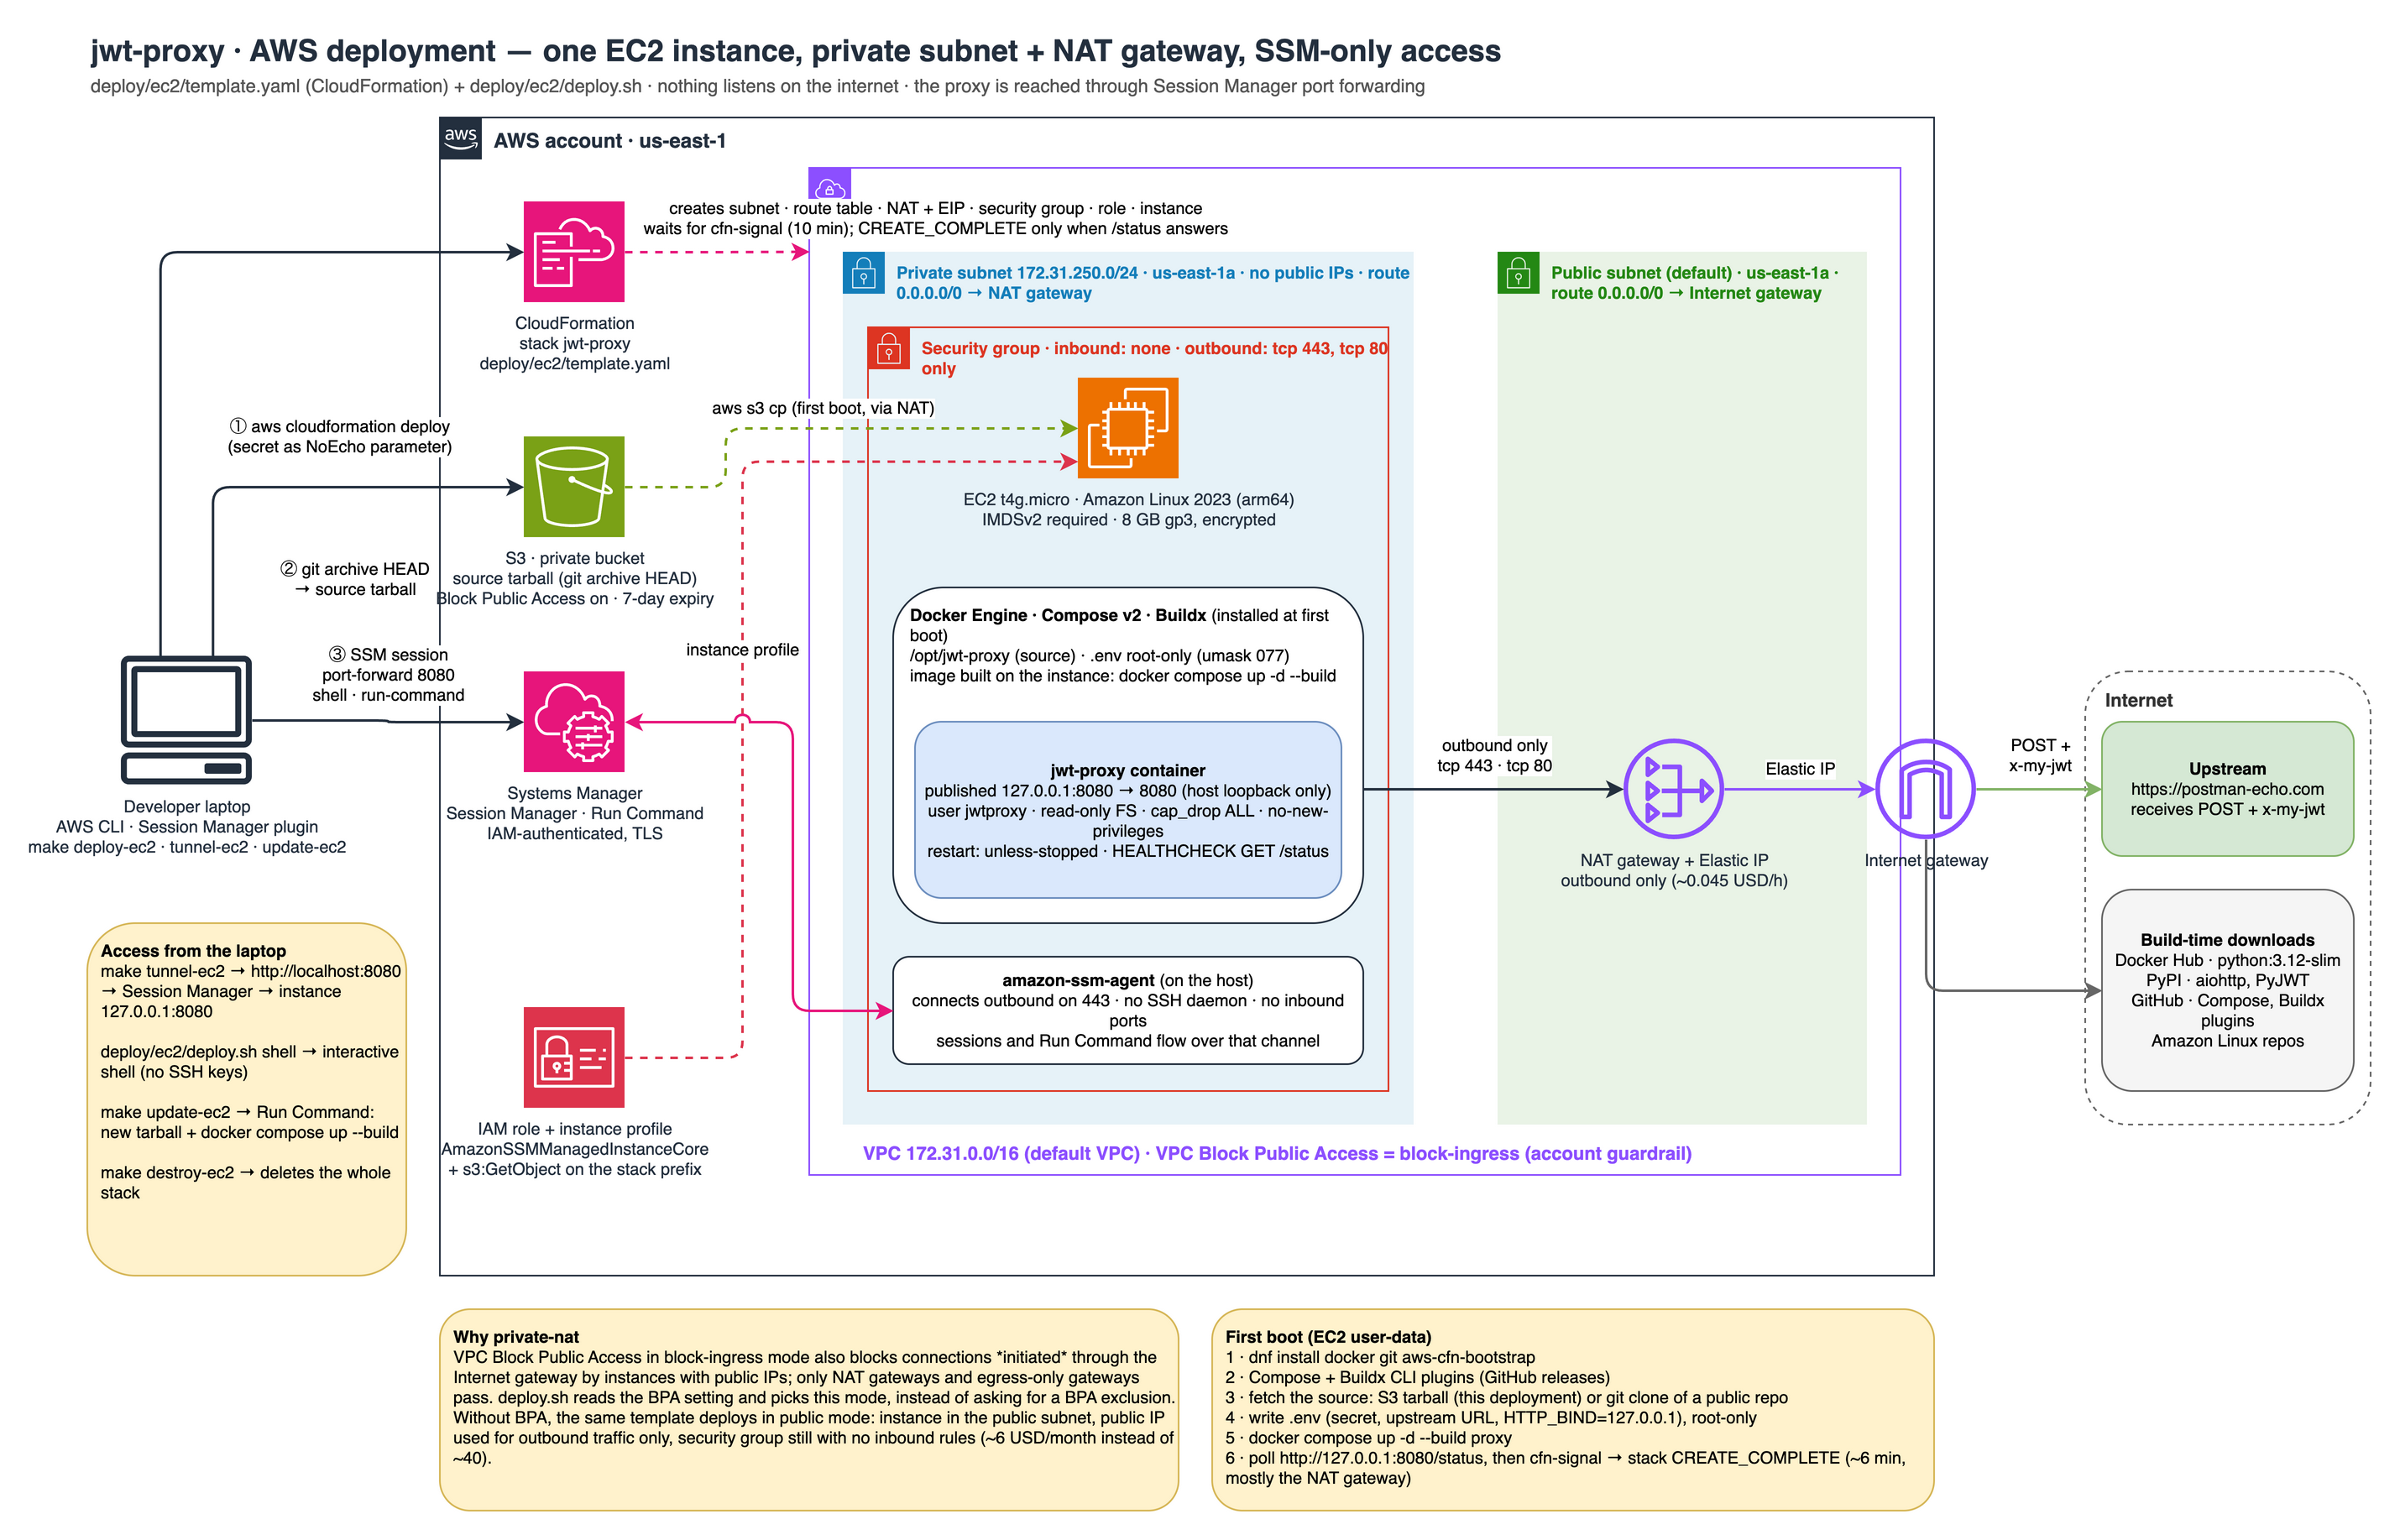 jwt-proxy · AWS deployment — one EC2 instance, private subnet + NAT gateway, SSM-only access
deploy/ec2/template.yaml (CloudFormation) + deploy/ec2/deploy.sh · nothing listens on the internet · the proxy is reached through Session Manager port forwarding
aws
AWS account · us-east-1
creates subnet · route table · NAT + EIP · security group · role · instance
waits for cfn-signal (10 min); CREATE_COMPLETE only when /status answers
CloudFormation
stack jwt-proxy
deploy/ec2/template.yaml
Private subnet 172.31.250.0/24 · us-east-1a · no public IPs · route
0.0.0.0/0 → NAT gateway
Public subnet (default) · us-east-1a ·
route 0.0.0.0/0 → Internet gateway
Security group · inbound: none · outbound: tcp 443, tcp 80
only
① aws cloudformation deploy
(secret as NoEcho parameter)
aws s3 cp (first boot, via NAT)
EC2 t4g.micro · Amazon Linux 2023 (arm64)
IMDSv2 required · 8 GB gp3, encrypted
② git archive HEAD
→ source tarball
S3 · private bucket
source tarball (git archive HEAD)
Block Public Access on · 7-day expiry
③ SSM session
port-forward 8080
shell · run-command
instance profile
Docker Engine · Compose v2 · Buildx (installed at first
boot)
/opt/jwt-proxy (source) · .env root-only (umask 077)
image built on the instance: docker compose up -d --build
Developer laptop
AWS CLI · Session Manager plugin
make deploy-ec2 · tunnel-ec2 · update-ec2
Systems Manager
Session Manager · Run Command
IAM-authenticated, TLS
jwt-proxy container
published 127.0.0.1:8080 → 8080 (host loopback only)
user jwtproxy · read-only FS · cap_drop ALL · no-new-
privileges
restart: unless-stopped · HEALTHCHECK GET /status
outbound only
tcp 443 · tcp 80
NAT gateway + Elastic IP
outbound only (~0.045 USD/h)
Elastic IP
Internet gateway
POST +
x-my-jwt
Internet
Upstream
https://postman-echo.com
receives POST + x-my-jwt
Build-time downloads
Docker Hub · python:3.12-slim
PyPI · aiohttp, PyJWT
GitHub · Compose, Buildx
plugins
Amazon Linux repos
amazon-ssm-agent (on the host)
connects outbound on 443 · no SSH daemon · no inbound
ports
sessions and Run Command flow over that channel
IAM role + instance profile
AmazonSSMManagedInstanceCore
+ s3:GetObject on the stack prefix
VPC 172.31.0.0/16 (default VPC) · VPC Block Public Access = block-ingress (account guardrail)
Access from the laptop
make tunnel-ec2 → http://localhost:8080
→ Session Manager → instance
127.0.0.1:8080
deploy/ec2/deploy.sh shell → interactive
shell (no SSH keys)
make update-ec2 → Run Command:
new tarball + docker compose up --build
make destroy-ec2 → deletes the whole
stack
Why private-nat
VPC Block Public Access in block-ingress mode also blocks connections *initiated* through the
Internet gateway by instances with public IPs; only NAT gateways and egress-only gateways
pass. deploy.sh reads the BPA setting and picks this mode, instead of asking for a BPA exclusion.
Without BPA, the same template deploys in public mode: instance in the public subnet, public IP
used for outbound traffic only, security group still with no inbound rules (~6 USD/month instead of
~40).
First boot (EC2 user-data)
1 · dnf install docker git aws-cfn-bootstrap
2 · Compose + Buildx CLI plugins (GitHub releases)
3 · fetch the source: S3 tarball (this deployment) or git clone of a public repo
4 · write .env (secret, upstream URL, HTTP_BIND=127.0.0.1), root-only
5 · docker compose up -d --build proxy
6 · poll http://127.0.0.1:8080/status, then cfn-signal → stack CREATE_COMPLETE (~6 min,
mostly the NAT gateway)